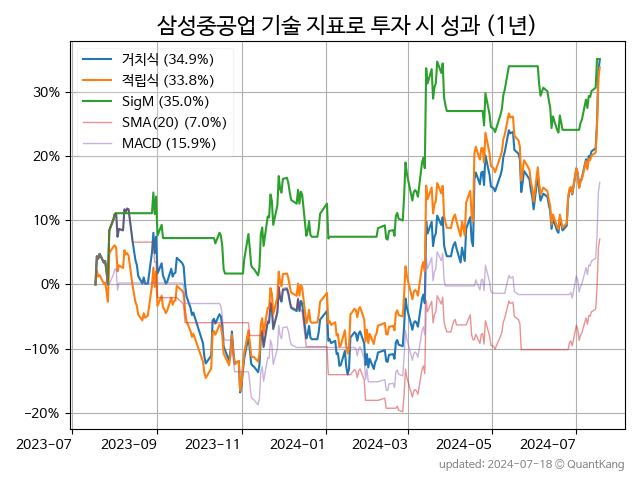 삼성중공업 기술 지표로 투자 시 성과 (1년)
거치식 (34.9%)
적립식 (33.8%)
SigM (35.0%)
SMA(20) (7.0%)
MACD (15.9%)
30%
20%
10%
0%
−10%
−20%
2023-07 2023-09 2023-11 2024-01 2024-03 2024-05 2024-07
updated: 2024-07-18 © QuantKang